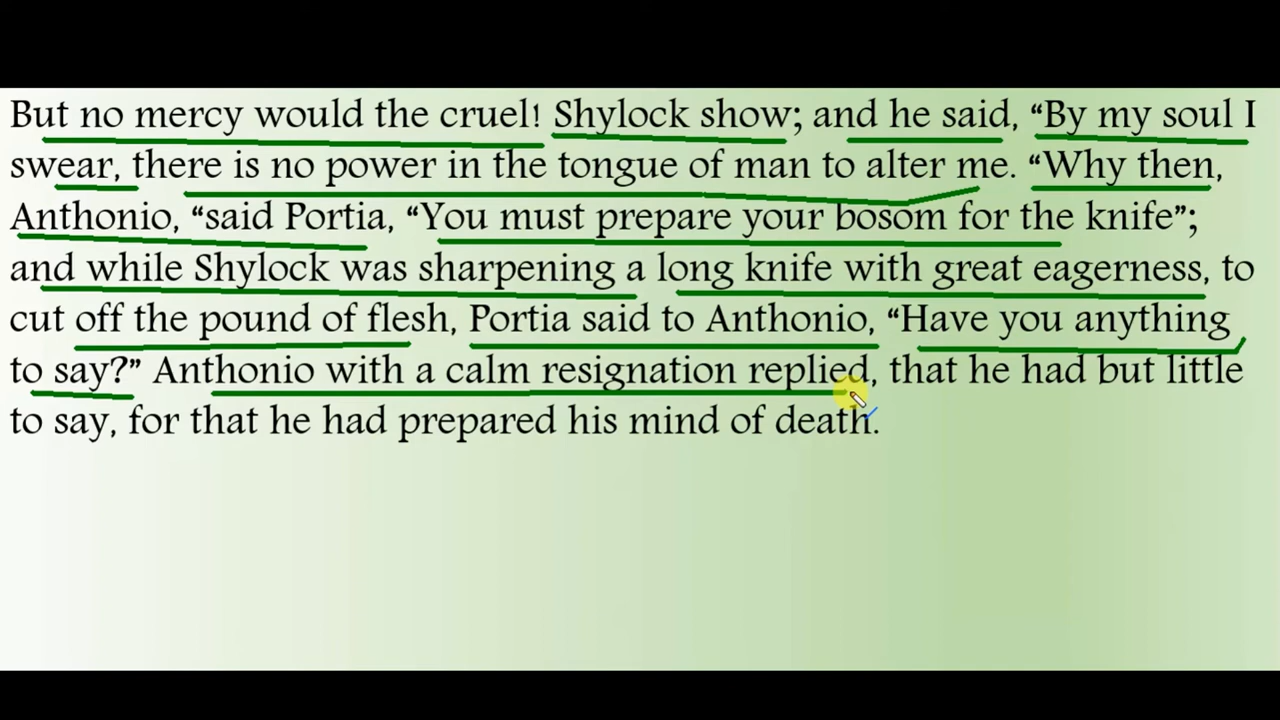 But no mercy would the cruel! Shylock show; and he said, “By my soul I
swear, there is no power in the tongue of man to alter me. “Why then,
Anthonio, “said Portia, “You must prepare your bosom for the knife”;
and while Shylock was sharpening a long knife with great eagerness, to
cut off the pound of flesh, Portia said to Anthonio, “Have you anything
to say?” Anthonio with a calm resignation replied, that he had but little
to say, for that he had prepared his mind of death.